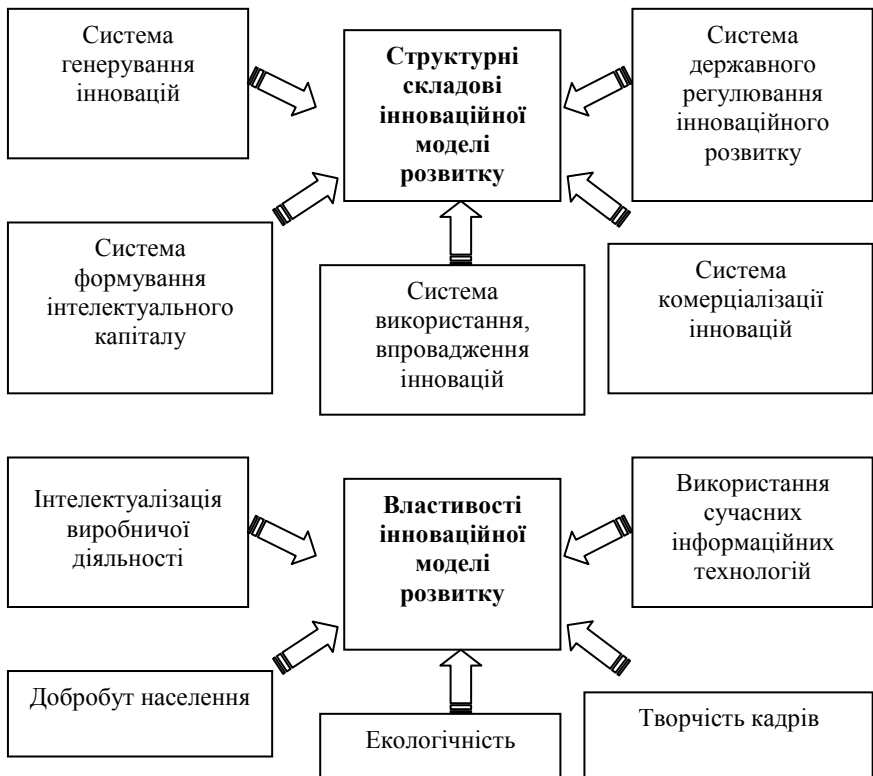 Система
генерування
інновацій
Структурні
складові
інноваційної
моделі
розвитку
Система
державного
регулювання
інноваційного
розвитку
Система
формування
інтелектуального
капіталу
Система
використання,
впровадження
інновацій
Система
комерціалізації
інновацій
Інтелектуалізація
виробничої
діяльності
Властивості
інноваційної
моделі
розвитку
Використання
сучасних
інформаційних
технологій
Добробут населення
Екологічність
Творчість кадрів